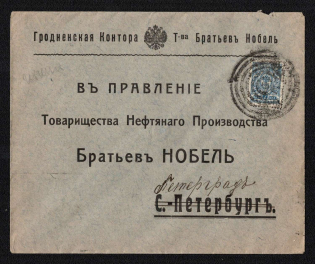 Гродненская Контора Т-ва Братьевъ Нобель
ВЪ ПРАВЛЕНІЕ
Товарищества Нефтянаго Производства
Братьевъ НОБЕЛЬ
Петроградъ
С.-Петербургъ.